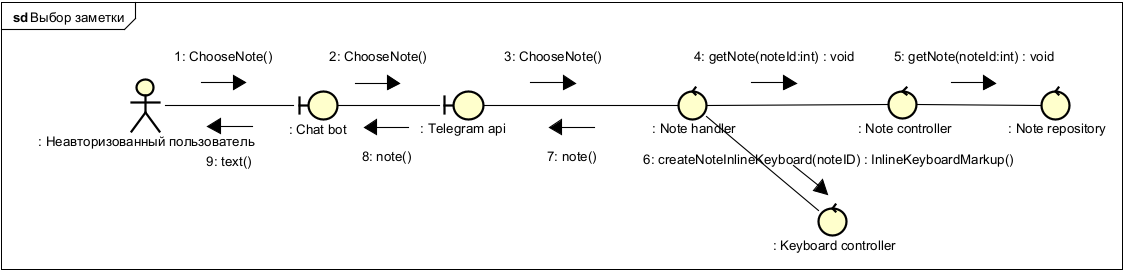 sd Выбор заметки
1: ChooseNote()
2: ChooseNote()
3: ChooseNote()
4: getNote(noteId:int) : void
5: getNote(noteId:int) : void
: Неавторизованный пользователь
: Chat bot
: Telegram api
: Note handler
: Note controller
: Note repository
9: text()
8: note()
7: note()
6: createNoteInlineKeyboard(noteID) : InlineKeyboardMarkup()
: Keyboard controller